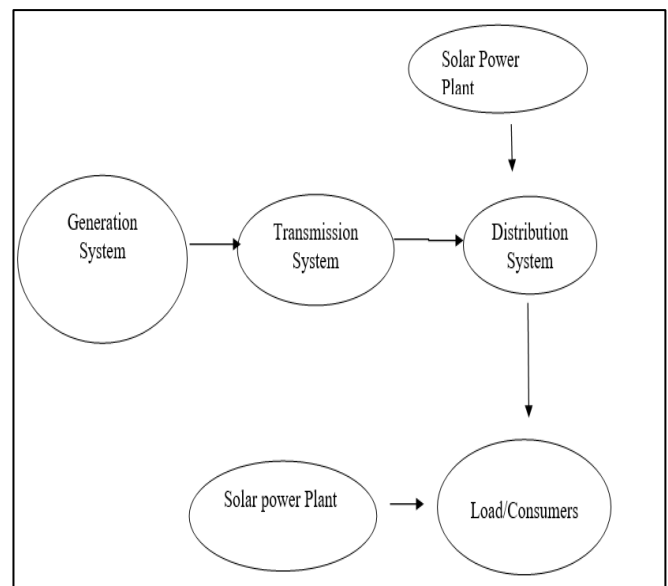 Solar Power
Plant
Generation
System
Transmission
System
Distribution
System
Solar power Plant
Load/Consumers